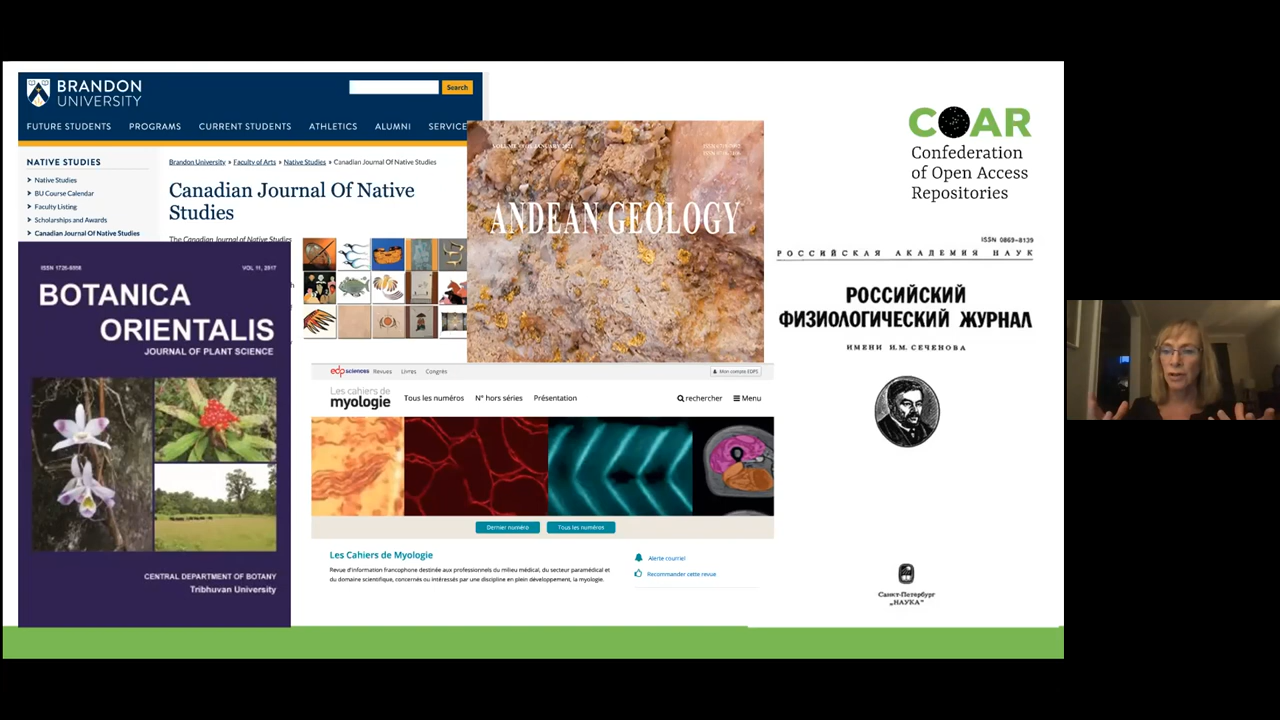 BRANDON
UNIVERSITY
Search
FUTURE STUDENTS PROGRAMS CURRENT STUDENTS ATHLETICS ALUMNI SERVICE
NATIVE STUDIES
Native Studies
BU Course Calendar
Faculty Listing
Scholarships and Awards
Canadian Journal Of Native Studies
Brandon University » Faculty of Arts » Native Studies » Canadian Journal Of Native Studies
Canadian Journal Of Native
Studies
The Canadian Journal of Native Studies
ANDEAN GEOLOGY
COAR
Confederation
of Open Access
Repositories
VOL 11, 2017
BOTANICA
ORIENTALIS
JOURNAL OF PLANT SCIENCE
CENTRAL DEPARTMENT OF BOTANY
Tribhuvan University
edp sciences Revues Livres Congrès
Mon compte EDPS
Les cahiers de
myologie
Tous les numéros N° hors séries Présentation
rechercher Menu
Dernier numéro Tous les numéros
Les Cahiers de Myologie
Revue d'information francophone destinée aux professionnels du milieu médical, du secteur paramédical et
du domaine scientifique, concernés ou intéressés par une discipline en plein développement, la myologie.
Alerte courriel
Recommander cette revue
ISSN 0869–8139
РОССИЙСКАЯ АКАДЕМИЯ НАУК
РОССИЙСКИЙ
ФИЗИОЛОГИЧЕСКИЙ ЖУРНАЛ
ИМЕНИ И.М. СЕЧЕНОВА
Санкт-Петербург
„НАУКА"